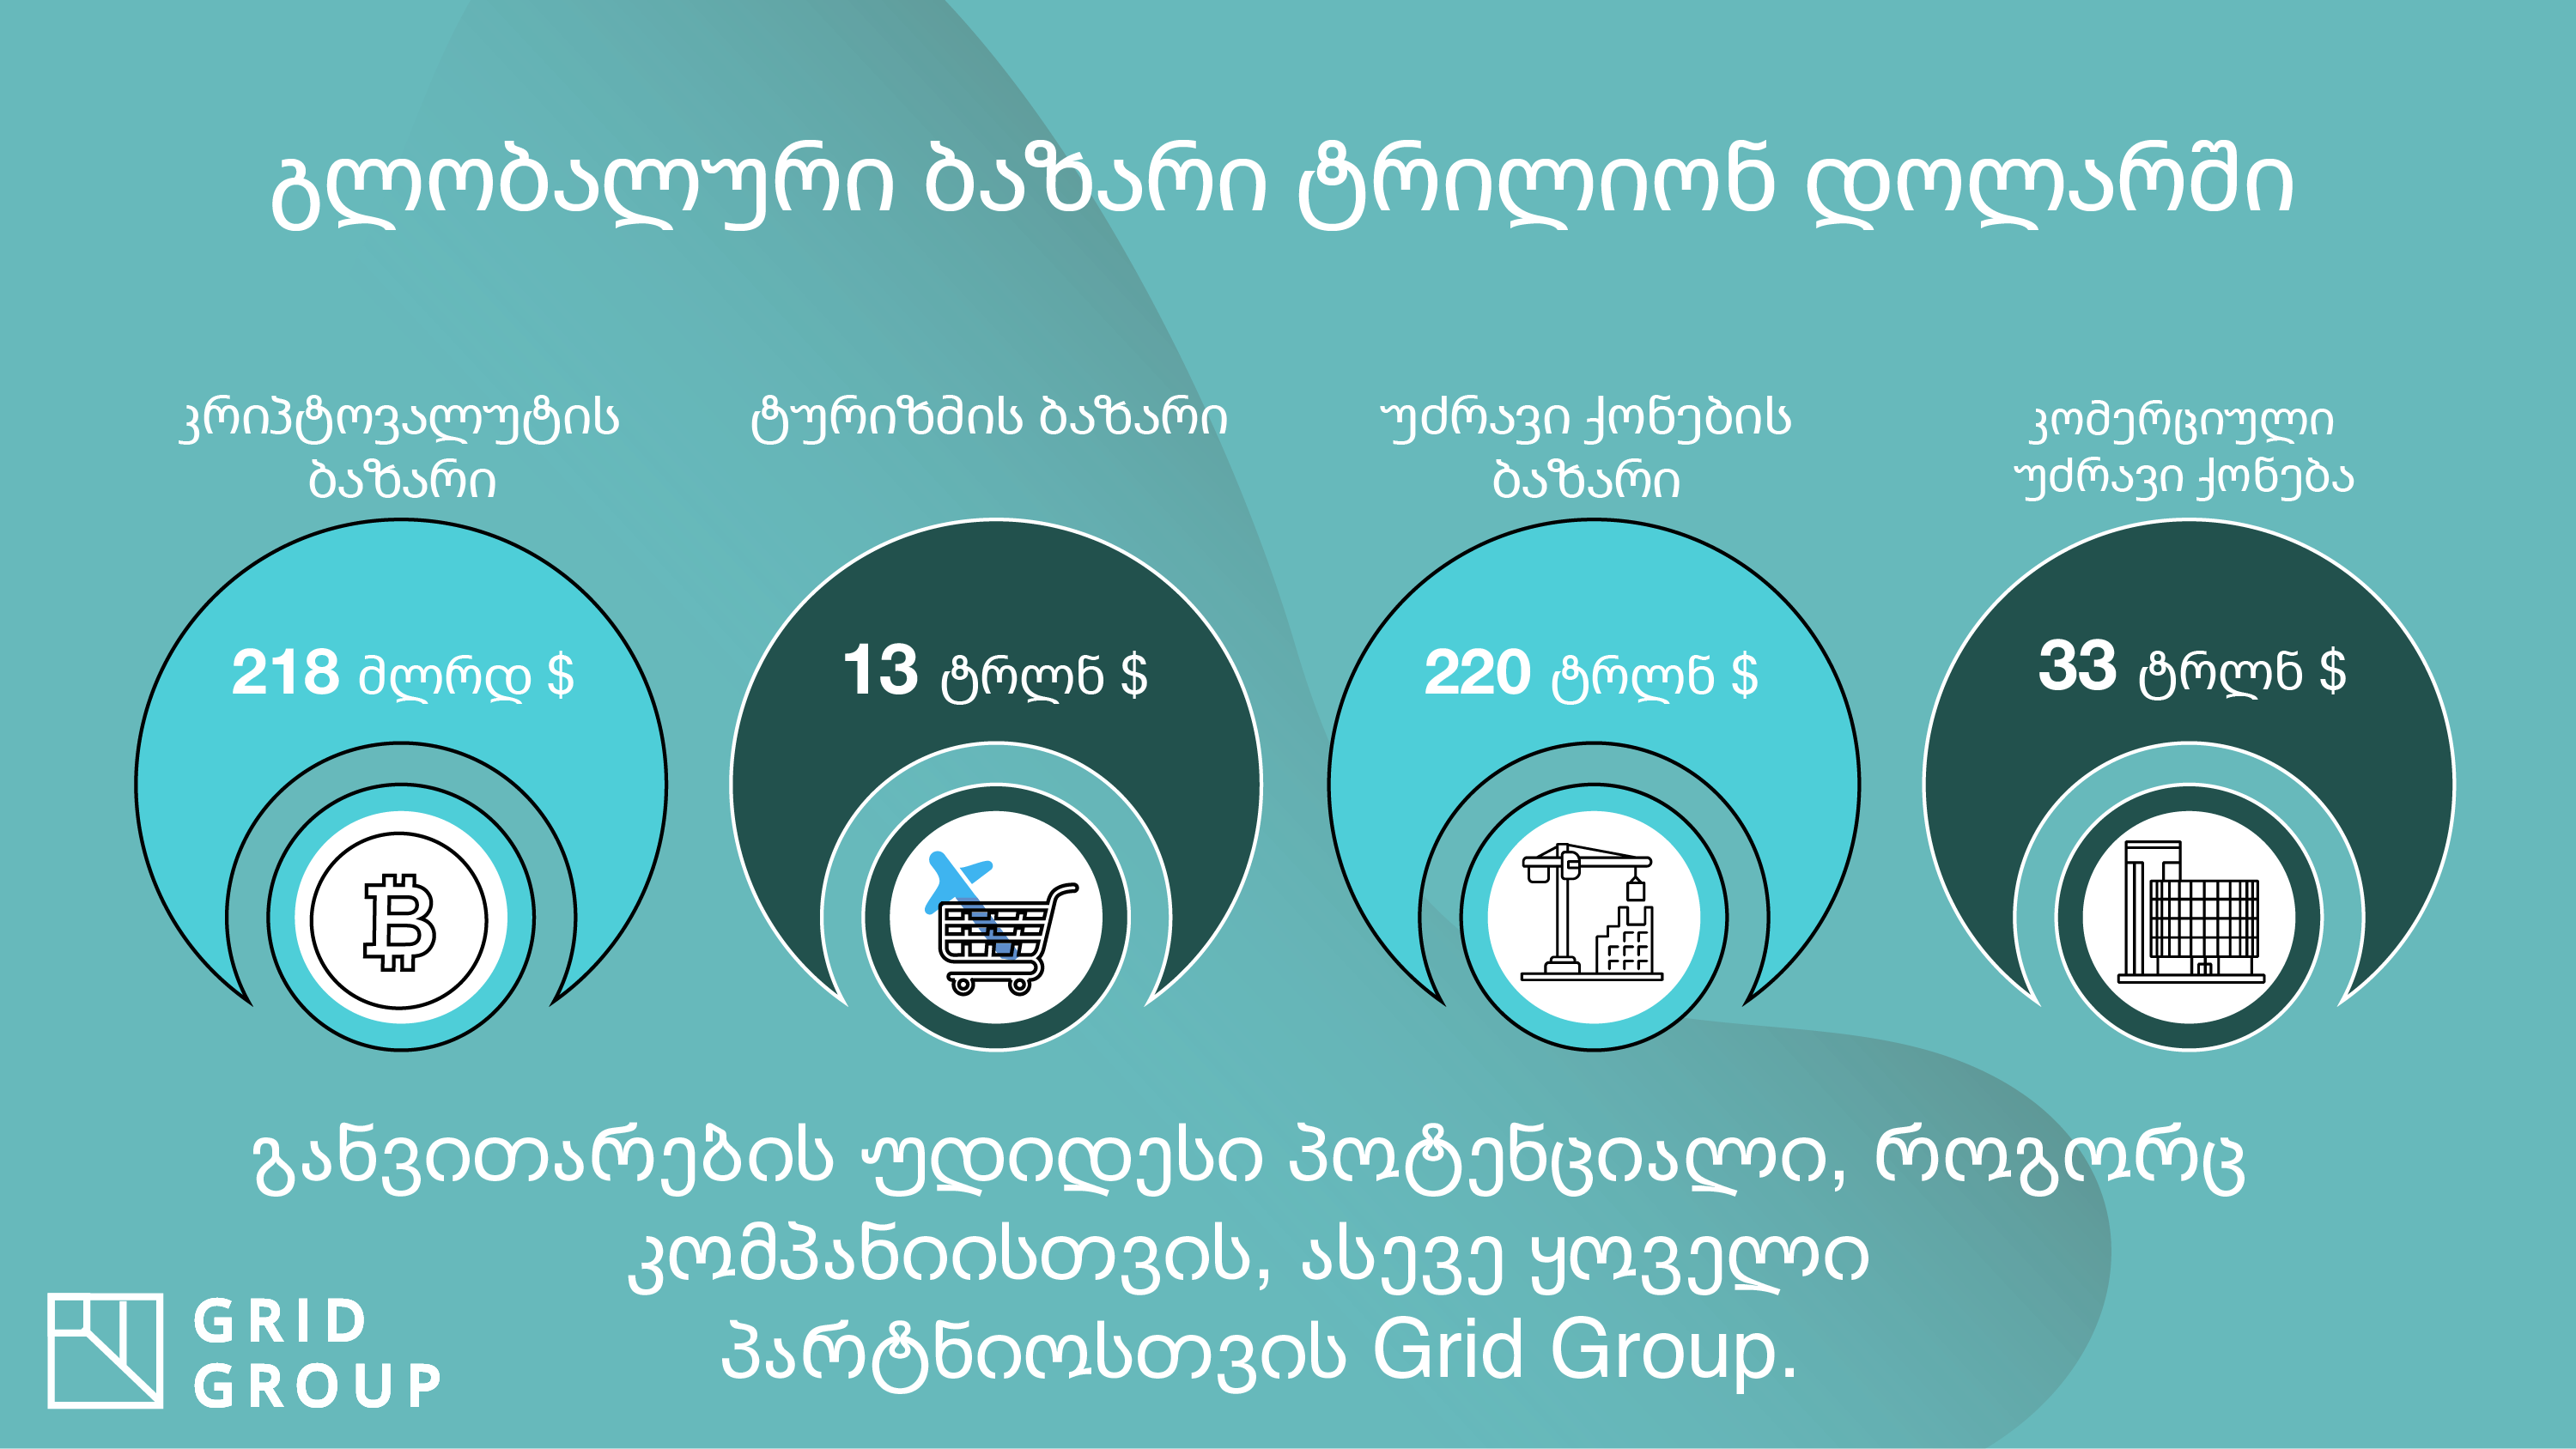 გლობალური ბაზარი ტრილიონ დოლარში
კრიპტოვალუტის
ბაზარი
218 მლრდ $
ტურიზმის ბაზარი
13 ტრლნ $
უძრავი ქონების
ბაზარი
220 ტრლნ $
კომერციული
უძრავი ქონება
33 ტრლნ $
განვითარების უდიდესი პოტენციალი, როგორც
კომპანიისთვის, ასევე ყოველი
პარტნიოსთვის Grid Group.
GRID
GROUP